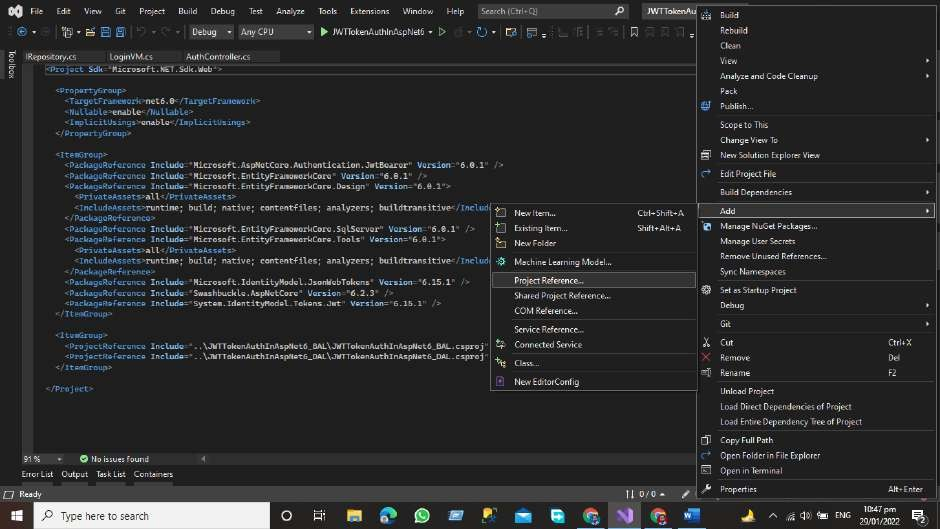 File Edit View Git Project Build Debug Test Analyze Tools Extensions Window Help Search (Ctrl+Q) JWTTokenAu
Debug Any CPU JWTTokenAuthInAspNet6
Toolbox
IRepository.cs LoginVM.cs AuthController.cs
<Project Sdk="Microsoft.NET.Sdk.Web">
<PropertyGroup>
<TargetFramework>net6.0</TargetFramework>
<Nullable>enable</Nullable>
<ImplicitUsings>enable</ImplicitUsings>
</PropertyGroup>
<ItemGroup>
<PackageReference Include="Microsoft.AspNetCore.Authentication.JwtBearer" Version="6.0.1" />
<PackageReference Include="Microsoft.EntityFrameworkCore" Version="6.0.1" />
<PackageReference Include="Microsoft.EntityFrameworkCore.Design" Version="6.0.1">
<PrivateAssets>all</PrivateAssets>
<IncludeAssets>runtime; build; native; contentfiles; analyzers; buildtransitive</Include
</PackageReference>
<PackageReference Include="Microsoft.EntityFrameworkCore.SqlServer" Version="6.0.1" />
<PackageReference Include="Microsoft.EntityFrameworkCore.Tools" Version="6.0.1">
<PrivateAssets>all</PrivateAssets>
<IncludeAssets>runtime; build; native; contentfiles; analyzers; buildtransitive</Include
</PackageReference>
<PackageReference Include="Microsoft.IdentityModel.JsonWebTokens" Version="6.15.1" />
<PackageReference Include="Swashbuckle.AspNetCore" Version="6.2.3" />
<PackageReference Include="System.IdentityModel.Tokens.Jwt" Version="6.15.1" />
</ItemGroup>
<ItemGroup>
<ProjectReference Include="..\JWTTokenAuthInAspNet6_BAL\JWTTokenAuthInAspNet6_BAL.csproj"
<ProjectReference Include="..\JWTTokenAuthInAspNet6_DAL\JWTTokenAuthInAspNet6_DAL.csproj"
</ItemGroup>
</Project>
91 % No issues found
Error List Output Task List Containers
Ready 0 / 0
New Item... Ctrl+Shift+A
Existing Item... Shift+Alt+A
New Folder
Machine Learning Model...
Project Reference...
Shared Project Reference...
COM Reference...
Service Reference...
Connected Service
Class...
New EditorConfig
Build
Rebuild
Clean
View
Analyze and Code Cleanup
Pack
Publish...
Scope to This
Change View To
New Solution Explorer View
Edit Project File
Build Dependencies
Add
Manage NuGet Packages...
Manage User Secrets
Remove Unused References...
Sync Namespaces
Set as Startup Project
Debug
Git
Cut Ctrl+X
Remove Del
Rename F2
Unload Project
Load Direct Dependencies of Project
Load Entire Dependency Tree of Project
Copy Full Path
Open Folder in File Explorer
Open in Terminal
Properties Alt+Enter
Type here to search
ENG
10:47 pm
29/01/2022
2